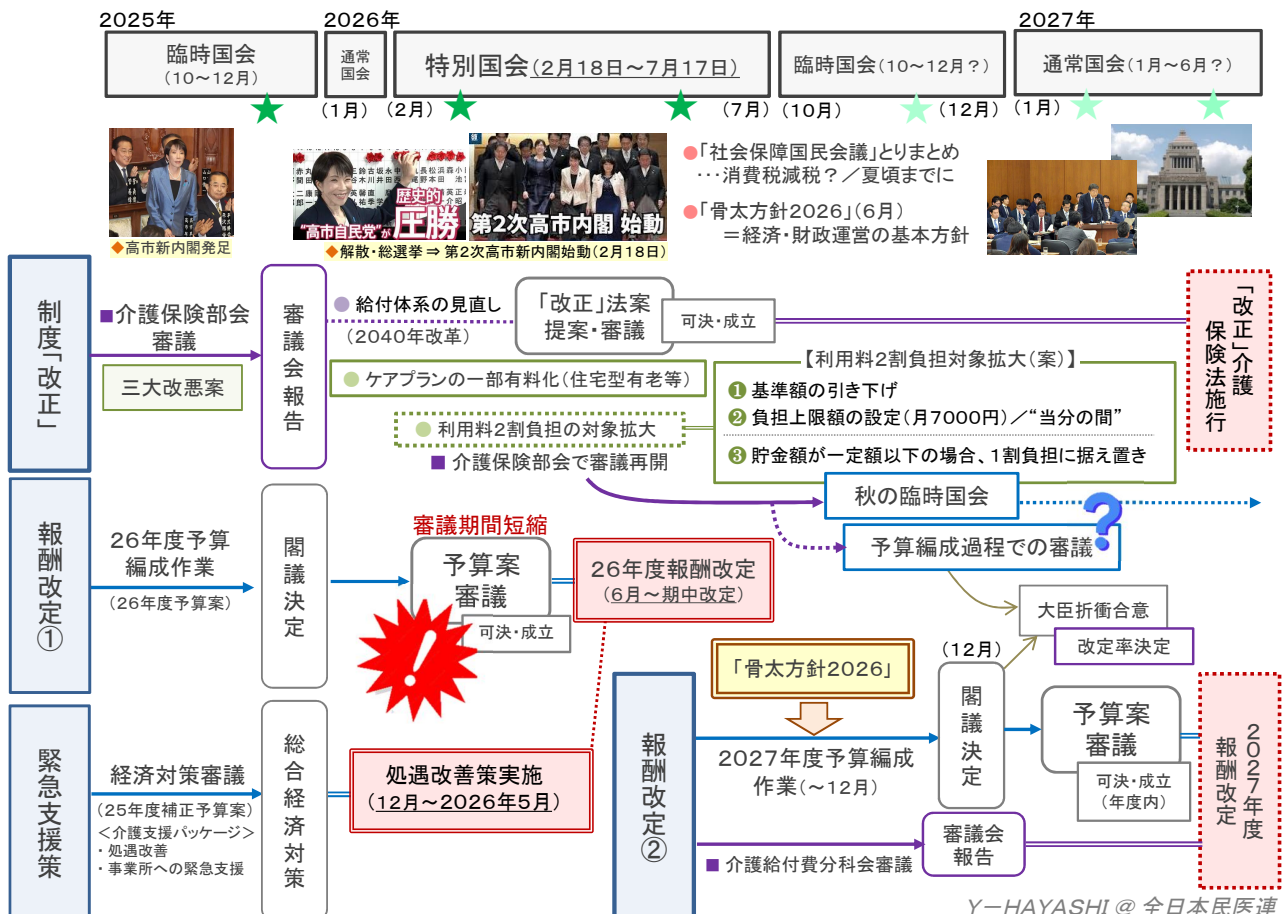 2025年
2026年
2027年
臨時国会
(10~12月)
通常
国会
特別国会(2月18日~7月17日)
臨時国会(10~12月?)
通常国会(1月~6月?)
(1月)
(2月)
(7月)
(10月)
(12月)
(1月)
◆高市新内閣発足
歴史的
“高市自民党”が
圧勝
第2次高市内閣 始動
◆解散・総選挙⇒第2次高市新内閣始動(2月18日)
●「社会保障国民会議」とりまとめ
…消費税減税?/夏頃までに
●「骨太方針2026」(6月)
=経済・財政運営の基本方針
制度「改正」
■介護保険部会
審議
三大改悪案
審議会報告
● 給付体系の見直し
(2040年改革)
「改正」法案
提案・審議
可決・成立
「改正」介護
保険法施行
● ケアプランの一部有料化(住宅型有老等)
● 利用料2割負担の対象拡大
■ 介護保険部会で審議再開
【利用料2割負担対象拡大(案)】
❶ 基準額の引き下げ
❷ 負担上限額の設定(月7000円)/“当分の間”
❸ 貯金額が一定額以下の場合、1割負担に据え置き
秋の臨時国会
予算編成過程での審議
?
大臣折衝合意
改定率決定
報酬改定①
26年度予算
編成作業
(26年度予算案)
閣議決定
審議期間短縮
予算案
審議
可決・成立
!
26年度報酬改定
(6月~期中改定)
緊急支援策
経済対策審議
(25年度補正予算案)
<介護支援パッケージ>
・ 処遇改善
・ 事業所への緊急支援
総合経済対策
処遇改善策実施
(12月~2026年5月)
報酬改定②
「骨太方針2026」
2027年度予算編成
作業(~12月)
(12月)
閣議決定
予算案
審議
可決・成立
(年度内)
2027年度
報酬改定
■ 介護給付費分科会審議
審議会
報告
Y-HAYASHI @ 全日本民医連